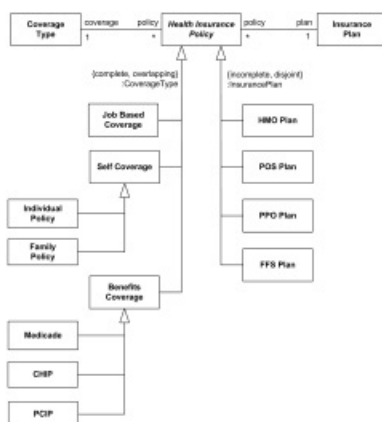 Coverage
Type
coverage
policy
1
*
Health Insurance
Policy
policy
plan
*
1
Insurance
Plan
{complete, overlapping}
:CoverageType
{incomplete, disjoint}
:InsurancePlan
Job Based
Coverage
HMO Plan
Self Coverage
POS Plan
Individual
Policy
PPO Plan
Family
Policy
FFS Plan
Benefits
Coverage
Medicade
CHIP
PCIP